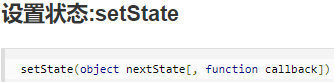 设置状态:setState
setState(object nextState[, function callback])